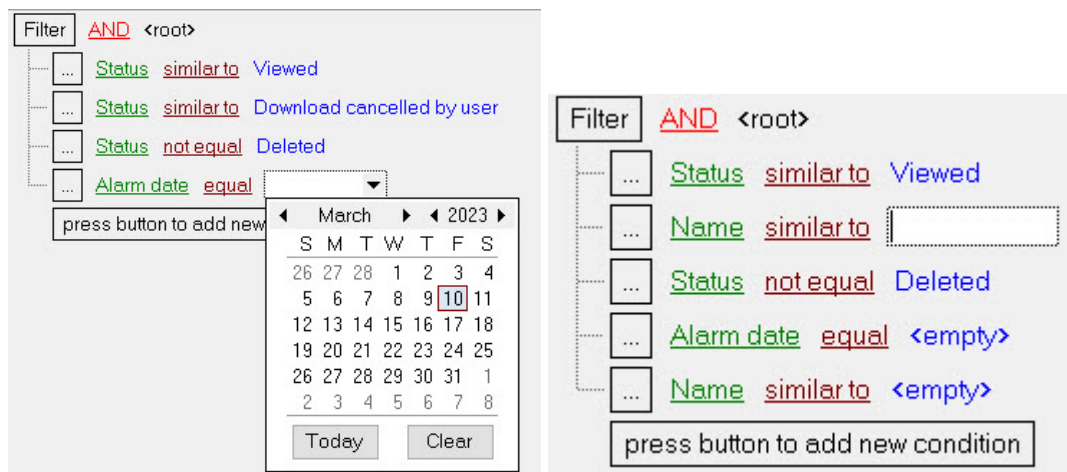 Filter AND <root>
... Status similar to Viewed
... Status similar to Download cancelled by user
... Status not equal Deleted
... Alarm date equal
press button to add new
March 2023
S M T W T F S
26 27 28 1 2 3 4
5 6 7 8 9 10 11
12 13 14 15 16 17 18
19 20 21 22 23 24 25
26 27 28 29 30 31 1
2 3 4 5 6 7 8
Today Clear
Filter AND <root>
... Status similar to Viewed
... Name similar to
... Status not equal Deleted
... Alarm date equal <empty>
... Name similar to <empty>
press button to add new condition